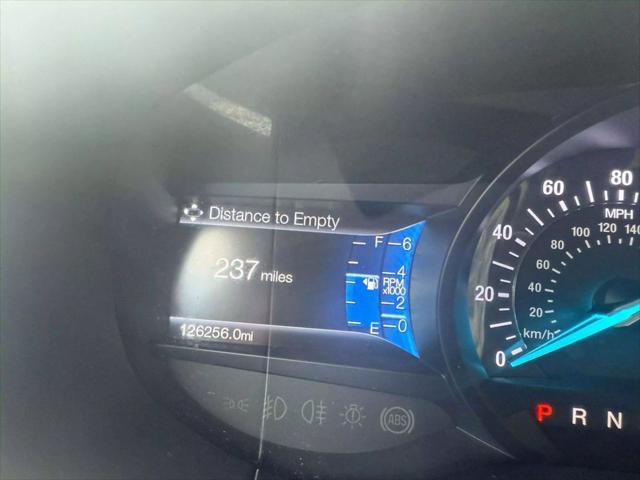 Distance to Empty
237 miles
126256.0mi
F 6
4
RPM
x1000
2
E 0
80
60
MPH
40
20
0
140
120
100
80
60
40
20
km/h
ABS
P R N